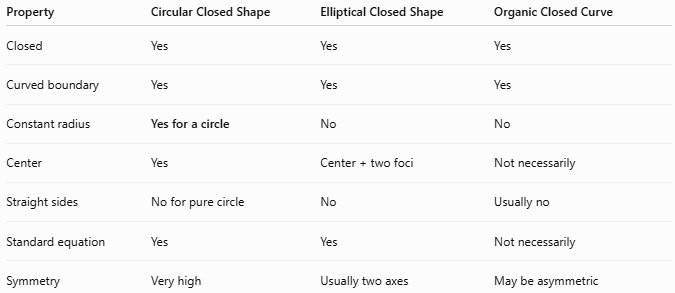 Property Circular Closed Shape Elliptical Closed Shape Organic Closed Curve
Closed Yes Yes Yes
Curved boundary Yes Yes Yes
Constant radius Yes for a circle No No
Center Yes Center + two foci Not necessarily
Straight sides No for pure circle No Usually no
Standard equation Yes Yes Not necessarily
Symmetry Very high Usually two axes May be asymmetric